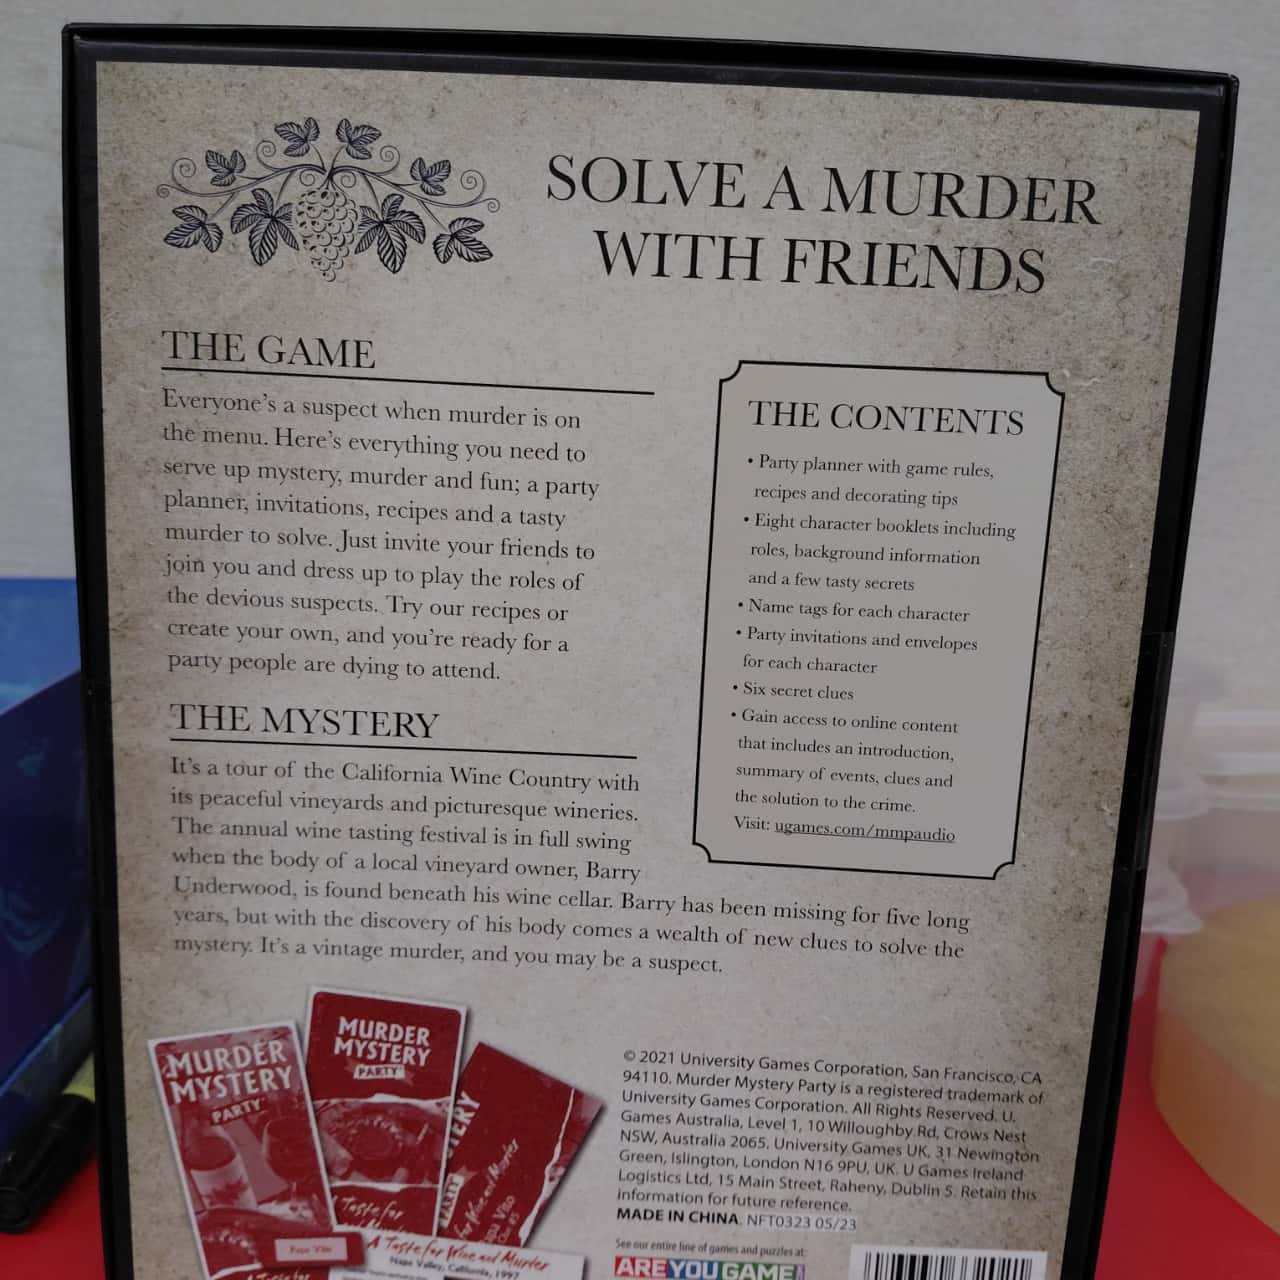 SOLVE A MURDER
WITH FRIENDS
THE GAME
Everyone's a suspect when murder is on
the menu. Here's everything you need to
serve up mystery, murder and fun; a party
planner, invitations, recipes and a tasty
murder to solve. Just invite your friends to
join you and dress up to play the roles of
the devious suspects. Try our recipes or
create your own, and you're ready for a
party people are dying to attend.
THE CONTENTS
• Party planner with game rules,
recipes and decorating tips
• Eight character booklets including
roles, background information
and a few tasty secrets
• Name tags for each character
• Party invitations and envelopes
for each character
• Six secret clues
• Gain access to online content
that includes an introduction,
summary of events, clues and
the solution to the crime.
Visit: ugames.com/mmpaudio
THE MYSTERY
It's a tour of the California Wine Country with
its peaceful vineyards and picturesque wineries.
The annual wine tasting festival is in full swing
when the body of a local vineyard owner, Barry
Underwood, is found beneath his wine cellar. Barry has been missing for five long
years, but with the discovery of his body comes a wealth of new clues to solve the
mystery. It's a vintage murder, and you may be a suspect.
MURDER
MYSTERY
PARTY
MURDER
MYSTERY
PARTY
A Taste for
Papa Vito
A Taste for Wine and Murder
Napa Valley, California, 1997
© 2021 University Games Corporation, San Francisco, CA
94110. Murder Mystery Party is a registered trademark of
University Games Corporation. All Rights Reserved. U.
Games Australia, Level 1, 10 Willoughby Rd, Crows Nest
NSW, Australia 2065. University Games UK, 31 Newington
Green, Islington, London N16 9PU, UK. U Games Ireland
Logistics Ltd, 15 Main Street, Raheny, Dublin 5. Retain this
information for future reference.
MADE IN CHINA. NFT0323 05/23
See our entire line of games and puzzles at:
AREYOUGAME